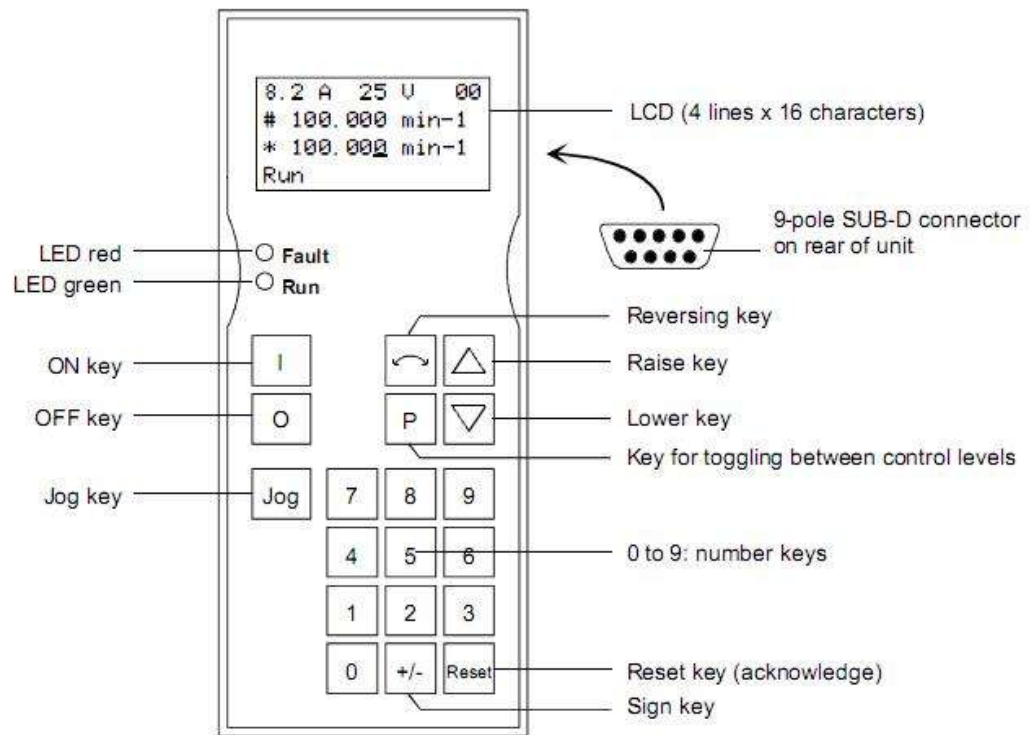 8.2 A 25 V 00
# 100.000 min-1
* 100.000 min-1
Run
LCD (4 lines x 16 characters)
9-pole SUB-D connector
on rear of unit
LED red
Fault
LED green
Run
Reversing key
ON key
I
Raise key
OFF key
O
P
Lower key
Key for toggling between control levels
Jog key
Jog
7
8
9
4
5
6
0 to 9: number keys
1
2
3
0
+/-
Reset
Reset key (acknowledge)
Sign key